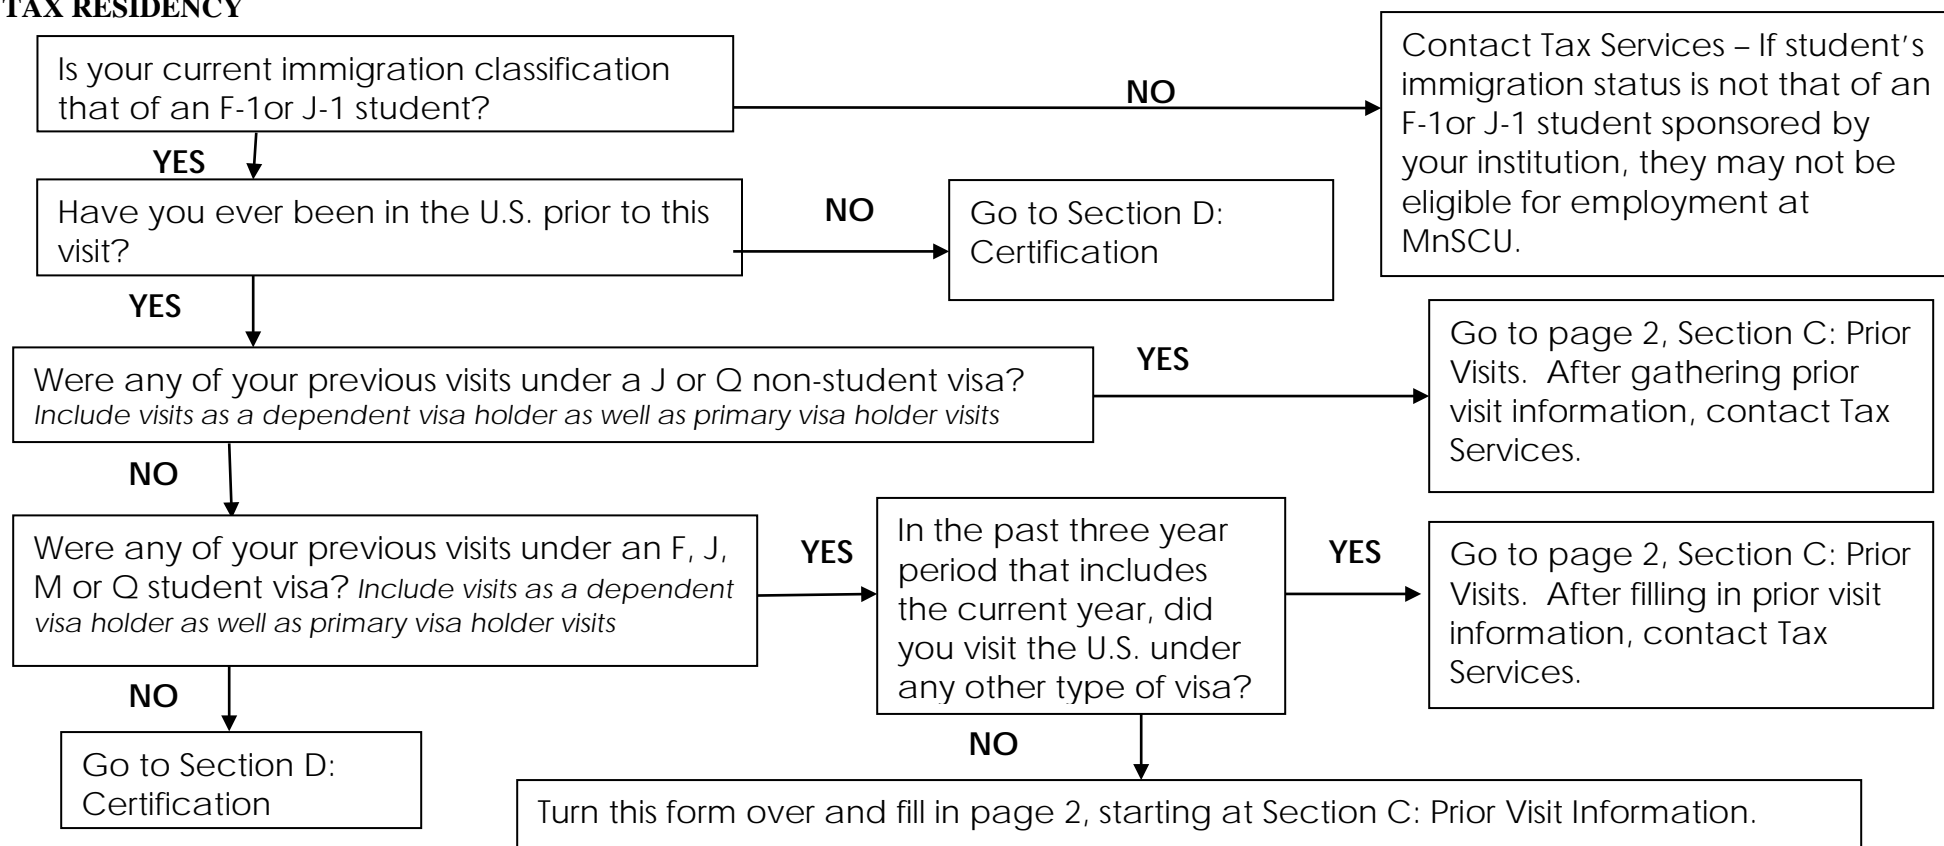 TAX RESIDENCY
Is your current immigration classification
that of an F-1or J-1 student?
NO
Contact Tax Services – If student’s
immigration status is not that of an
F-1or J-1 student sponsored by
your institution, they may not be
eligible for employment at
MnSCU.
YES
Have you ever been in the U.S. prior to this
visit?
NO
Go to Section D:
Certification
YES
Were any of your previous visits under a J or Q non-student visa?
Include visits as a dependent visa holder as well as primary visa holder visits
YES
Go to page 2, Section C: Prior
Visits.  After gathering prior
visit information, contact Tax
Services.
NO
Were any of your previous visits under an F, J,
M or Q student visa? Include visits as a dependent
visa holder as well as primary visa holder visits
YES
In the past three year
period that includes
the current year, did
you visit the U.S. under
any other type of visa?
YES
Go to page 2, Section C: Prior
Visits.  After filling in prior visit
information, contact Tax
Services.
NO
Go to Section D:
Certification
NO
Turn this form over and fill in page 2, starting at Section C: Prior Visit Information.